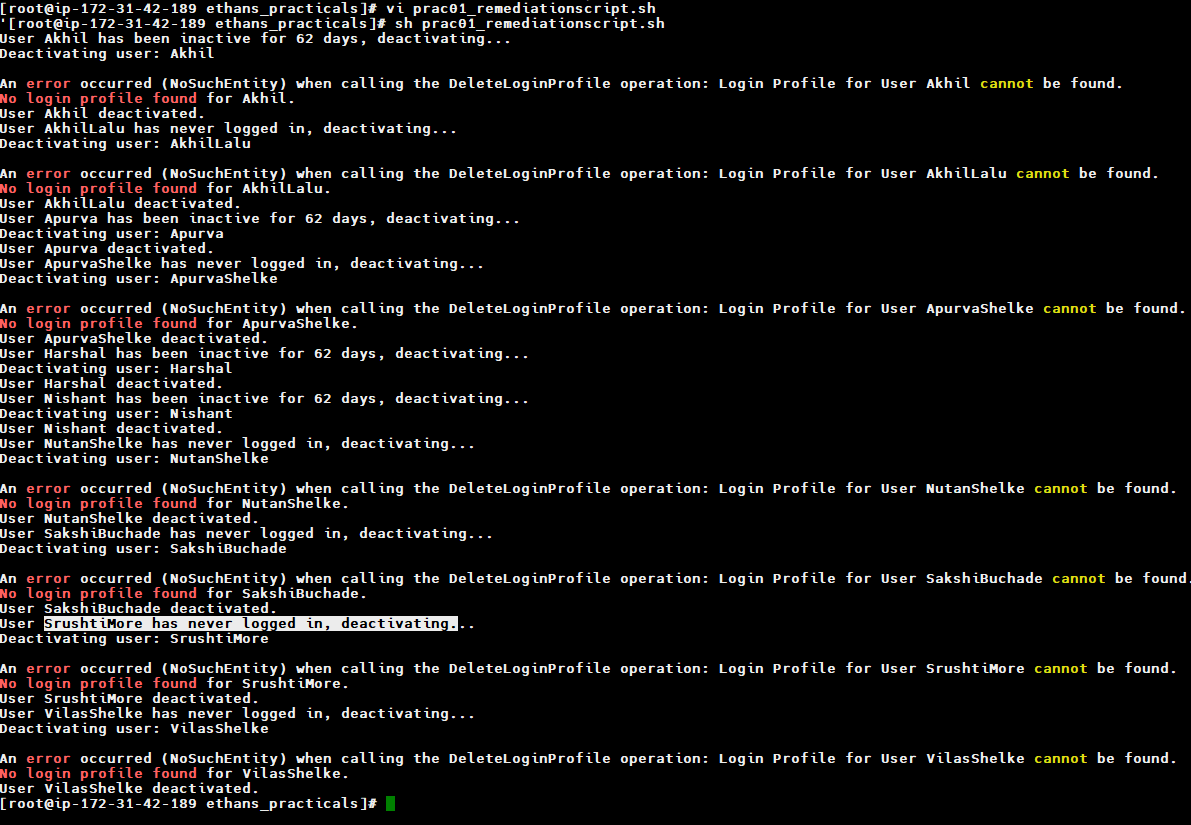 [root@ip-172-31-42-189 ethans_practicals]# vi prac01_remediationscript.sh
'[root@ip-172-31-42-189 ethans_practicals]# sh prac01_remediationscript.sh
User Akhil has been inactive for 62 days, deactivating...
Deactivating user: Akhil
An error occurred (NoSuchEntity) when calling the DeleteLoginProfile operation: Login Profile for User Akhil cannot be found.
No login profile found for Akhil.
User Akhil deactivated.
User AkhilLalu has never logged in, deactivating...
Deactivating user: AkhilLalu
An error occurred (NoSuchEntity) when calling the DeleteLoginProfile operation: Login Profile for User AkhilLalu cannot be found.
No login profile found for AkhilLalu.
User AkhilLalu deactivated.
User Apurva has been inactive for 62 days, deactivating...
Deactivating user: Apurva
User Apurva deactivated.
User ApurvaShelke has never logged in, deactivating...
Deactivating user: ApurvaShelke
An error occurred (NoSuchEntity) when calling the DeleteLoginProfile operation: Login Profile for User ApurvaShelke cannot be found.
No login profile found for ApurvaShelke.
User ApurvaShelke deactivated.
User Harshal has been inactive for 62 days, deactivating...
Deactivating user: Harshal
User Harshal deactivated.
User Nishant has been inactive for 62 days, deactivating...
Deactivating user: Nishant
User Nishant deactivated.
User NutanShelke has never logged in, deactivating...
Deactivating user: NutanShelke
An error occurred (NoSuchEntity) when calling the DeleteLoginProfile operation: Login Profile for User NutanShelke cannot be found.
No login profile found for NutanShelke.
User NutanShelke deactivated.
User SakshiBuchade has never logged in, deactivating...
Deactivating user: SakshiBuchade
An error occurred (NoSuchEntity) when calling the DeleteLoginProfile operation: Login Profile for User SakshiBuchade cannot be found.
No login profile found for SakshiBuchade.
User SakshiBuchade deactivated.
User SrushtiMore has never logged in, deactivating...
Deactivating user: SrushtiMore
An error occurred (NoSuchEntity) when calling the DeleteLoginProfile operation: Login Profile for User SrushtiMore cannot be found.
No login profile found for SrushtiMore.
User SrushtiMore deactivated.
User VilasShelke has never logged in, deactivating...
Deactivating user: VilasShelke
An error occurred (NoSuchEntity) when calling the DeleteLoginProfile operation: Login Profile for User VilasShelke cannot be found.
No login profile found for VilasShelke.
User VilasShelke deactivated.
[root@ip-172-31-42-189 ethans_practicals]#